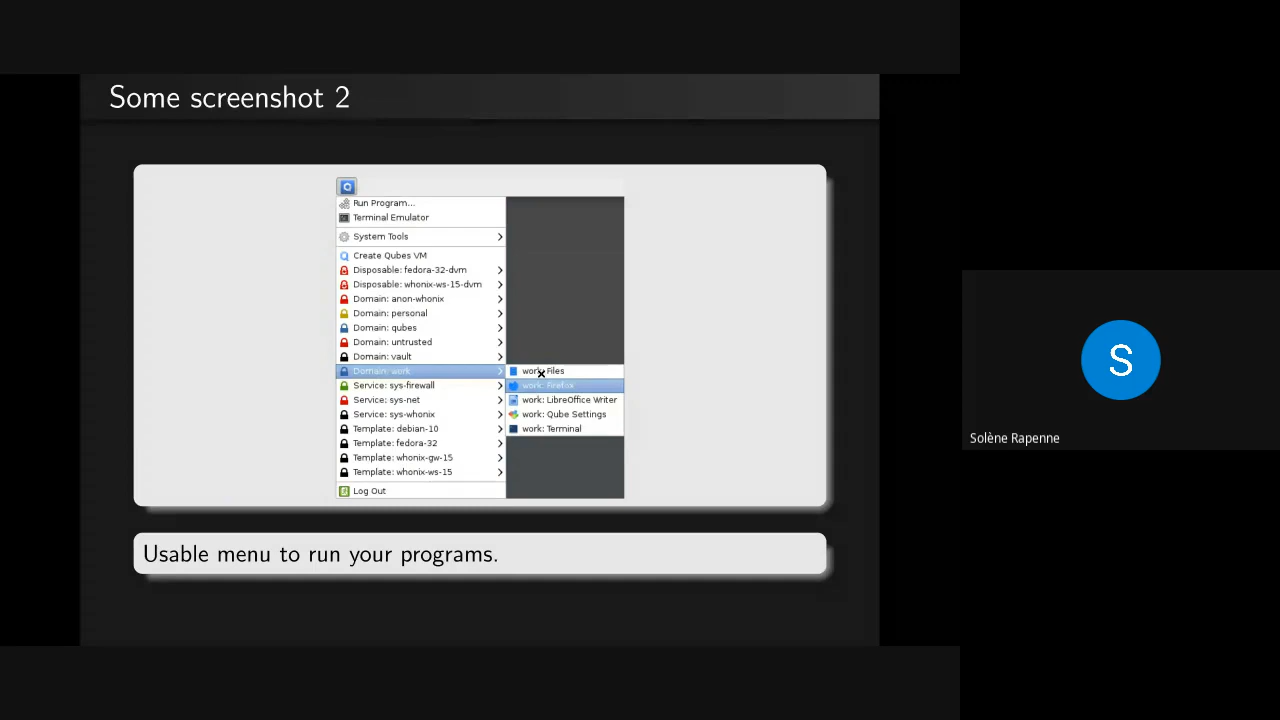 Some screenshot 2
Run Program...
Terminal Emulator
System Tools
Create Qubes VM
Disposable: fedora-32-dvm
Disposable: whonix-ws-15-dvm
Domain: anon-whonix
Domain: personal
Domain: qubes
Domain: untrusted
Domain: vault
Domain: work
Service: sys-firewall
Service: sys-net
Service: sys-whonix
Template: debian-10
Template: fedora-32
Template: whonix-gw-15
Template: whonix-ws-15
Log Out
work: Files
work: Firefox
work: LibreOffice Writer
work: Qube Settings
work: Terminal
Usable menu to run your programs.
S
Solène Rapenne